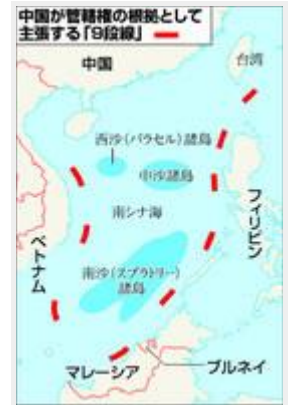 中国が管轄権の根拠として
主張する「9段線」
中国
台湾
西沙(パラセル)諸島
中沙諸島
南シナ海
フィリピン
ベトナム
南沙(スプラトリー)
諸島
マレーシア
ブルネイ